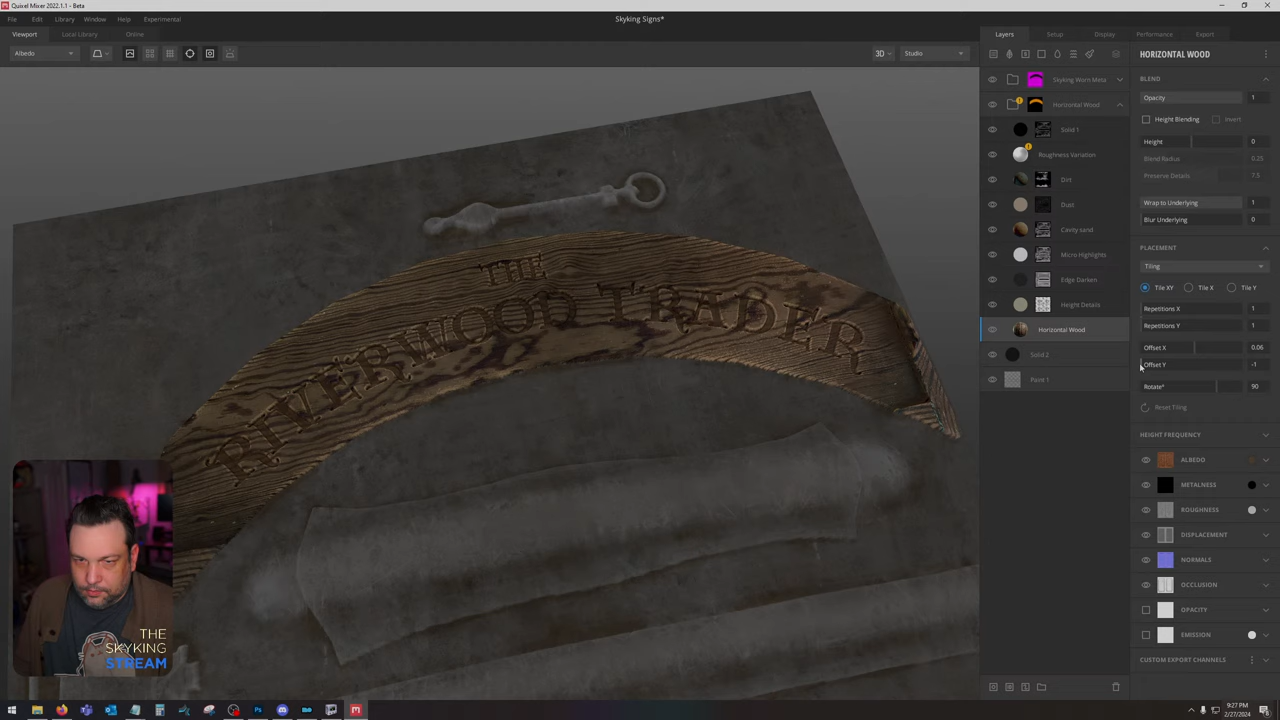 Quixel Mixer 2022.1.1 - Beta
File Edit Library Window Help Experimental
Skyking Signs*
Viewport Local Library Online
Albedo
3D Studio
THE
RIVERWOOD TRADER
THE
SKYKING
STREAM
Layers Setup Display Performance Export
Skyking Worn Meta
Horizontal Wood
Solid 1
Roughness Variation
Dirt
Dust
Cavity sand
Micro Highlights
Edge Darken
Height Details
Horizontal Wood
Solid 2
Paint 1
HORIZONTAL WOOD
BLEND
Opacity 1
Height Blending Invert
Height 0
Blend Radius 0.25
Preserve Details 7.5
Wrap to Underlying 1
Blur Underlying 0
PLACEMENT
Tiling
Tile XY Tile X Tile Y
Repetitions X 1
Repetitions Y 1
Offset X 0.06
Offset Y -1
Rotate* 90
Reset Tiling
HEIGHT FREQUENCY
ALBEDO
METALNESS
ROUGHNESS
DISPLACEMENT
NORMALS
OCCLUSION
OPACITY
EMISSION
CUSTOM EXPORT CHANNELS
9:27 PM
2/27/2024